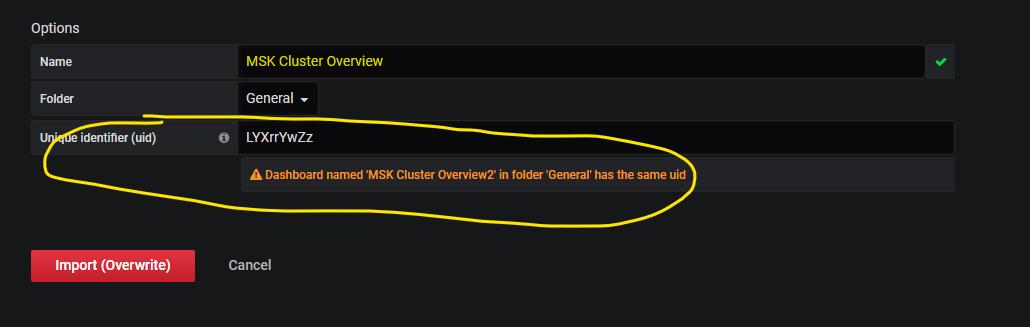 Options
Name MSK Cluster Overview
Folder General
Unique identifier (uid) LYXrrYwZz
Dashboard named 'MSK Cluster Overview2' in folder 'General' has the same uid
Import (Overwrite) Cancel